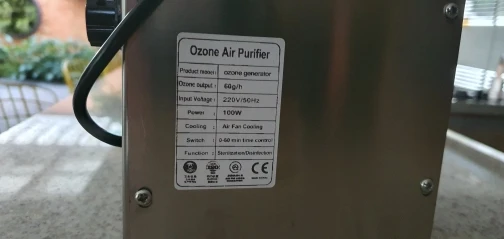 Ozone Air Purifier
Product model: ozone generator
Ozone output : 60g/h
Input Voltage : 220V/50Hz
Power : 100W
Cooling : Air Fan Cooling
Switch: 0-60 min time control
Function : Sterilization/Disinfection
CE